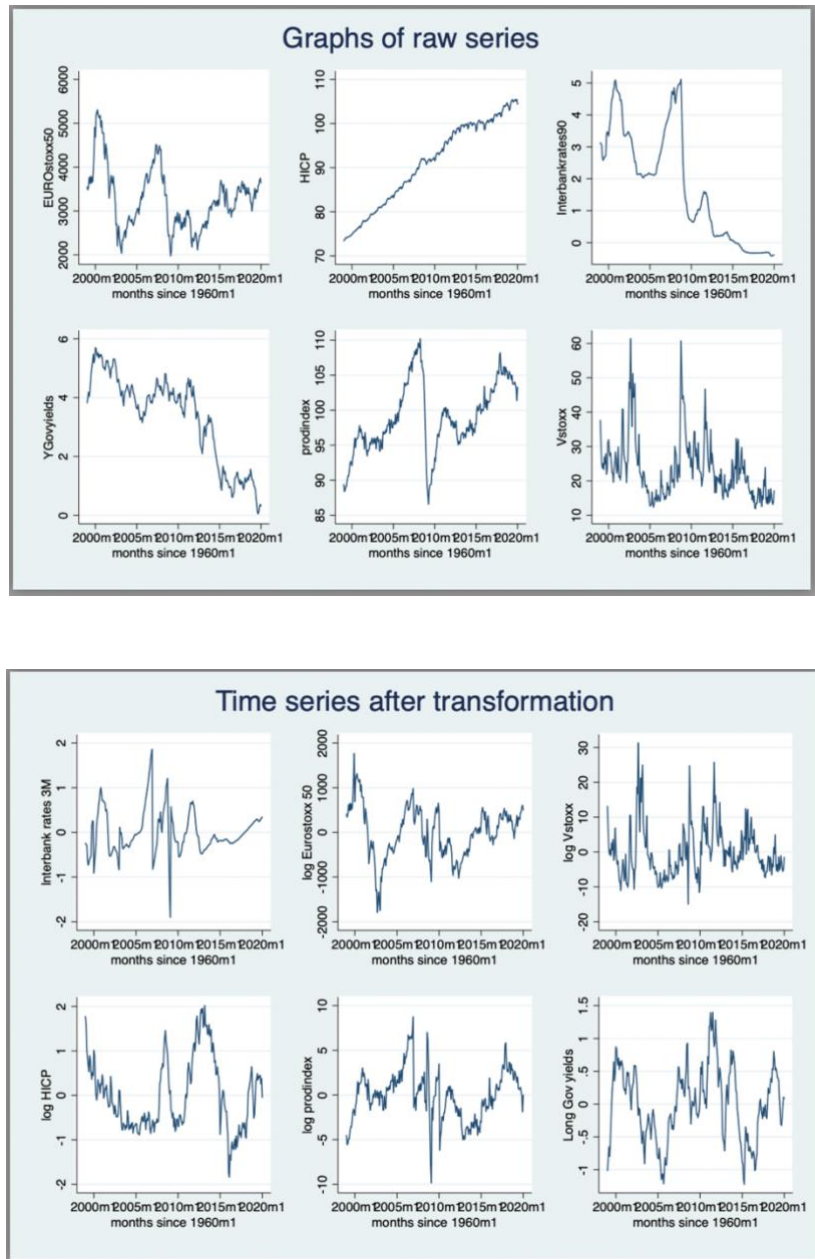 Graphs of raw series
EUROstoxx50
2000 3000 4000 5000 6000
2000m1 2005m1 2010m1 2015m1 2020m1
months since 1960m1
HICP
70 80 90 100 110
2000m1 2005m1 2010m1 2015m1 2020m1
months since 1960m1
Interbankrates90
0 1 2 3 4 5
2000m1 2005m1 2010m1 2015m1 2020m1
months since 1960m1
YGovyields
0 2 4 6
2000m1 2005m1 2010m1 2015m1 2020m1
months since 1960m1
prodindex
85 90 95 100 105 110
2000m1 2005m1 2010m1 2015m1 2020m1
months since 1960m1
Vstoxx
10 20 30 40 50 60
2000m1 2005m1 2010m1 2015m1 2020m1
months since 1960m1
Time series after transformation
Interbank rates 3M
-2 -1 0 1 2
2000m1 2005m1 2010m1 2015m1 2020m1
months since 1960m1
log Eurostoxx 50
-2000 -1000 0 1000 2000
2000m1 2005m1 2010m1 2015m1 2020m1
months since 1960m1
log Vstoxx
-20 -10 0 10 20 30
2000m1 2005m1 2010m1 2015m1 2020m1
months since 1960m1
log HICP
-2 -1 0 1 2
2000m1 2005m1 2010m1 2015m1 2020m1
months since 1960m1
log prodindex
-10 -5 0 5 10
2000m1 2005m1 2010m1 2015m1 2020m1
months since 1960m1
Long Gov yields
-1 -.5 0 .5 1 1.5
2000m1 2005m1 2010m1 2015m1 2020m1
months since 1960m1